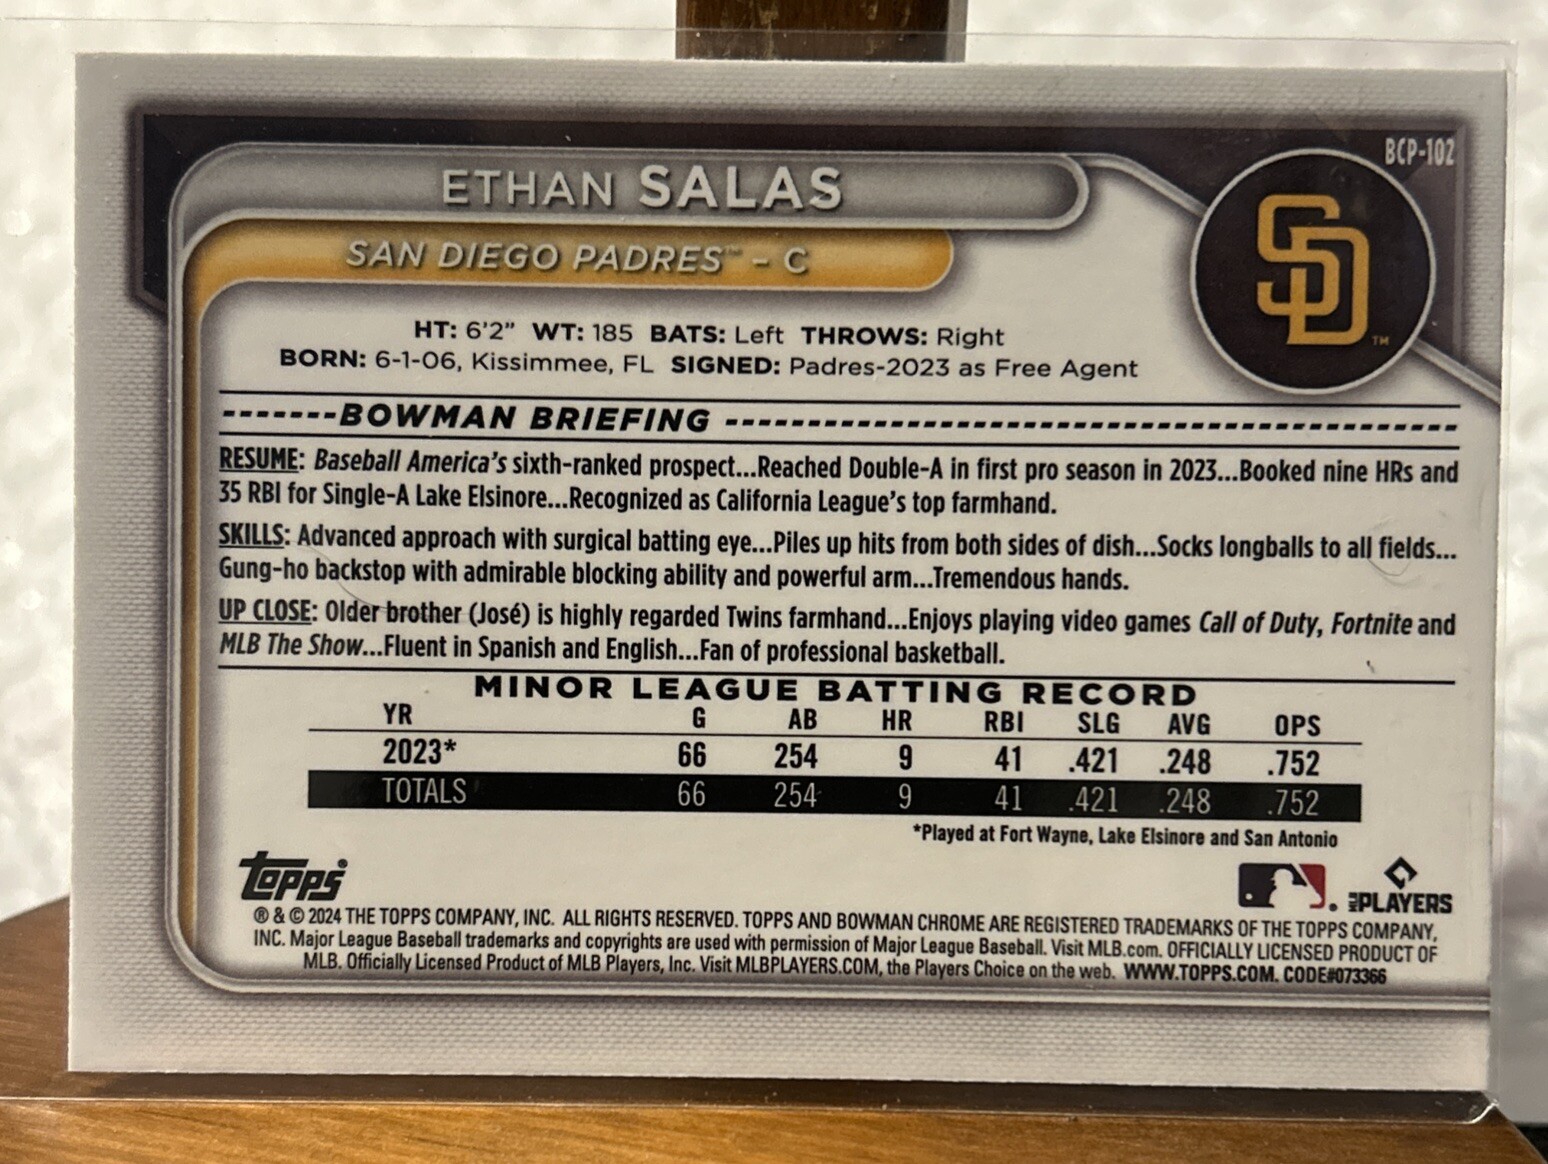 BCP-102
ETHAN SALAS
SD™
SAN DIEGO PADRES™ - C
HT: 6'2" WT: 185 BATS: Left THROWS: Right
BORN: 6-1-06, Kissimmee, FL SIGNED: Padres-2023 as Free Agent
-------BOWMAN BRIEFING --------------------------------------------
RESUME: Baseball America's sixth-ranked prospect...Reached Double-A in first pro season in 2023...Booked nine HRs and
35 RBI for Single-A Lake Elsinore...Recognized as California League's top farmhand.
SKILLS: Advanced approach with surgical batting eye...Piles up hits from both sides of dish...Socks longballs to all fields...
Gung-ho backstop with admirable blocking ability and powerful arm...Tremendous hands.
UP CLOSE: Older brother (José) is highly regarded Twins farmhand...Enjoys playing video games Call of Duty, Fortnite and
MLB The Show...Fluent in Spanish and English...Fan of professional basketball.
MINOR LEAGUE BATTING RECORD
YR G AB HR RBI SLG AVG OPS
2023* 66 254 9 41 .421 .248 .752
TOTALS 66 254 9 41 .421 .248 .752
*Played at Fort Wayne, Lake Elsinore and San Antonio
Topps®
MLB PLAYERS
® & © 2024 THE TOPPS COMPANY, INC. ALL RIGHTS RESERVED. TOPPS AND BOWMAN CHROME ARE REGISTERED TRADEMARKS OF THE TOPPS COMPANY,
INC. Major League Baseball trademarks and copyrights are used with permission of Major League Baseball. Visit MLB.com. OFFICIALLY LICENSED PRODUCT OF
MLB. Officially Licensed Product of MLB Players, Inc. Visit MLBPLAYERS.COM, the Players Choice on the web. WWW.TOPPS.COM. CODE#073366